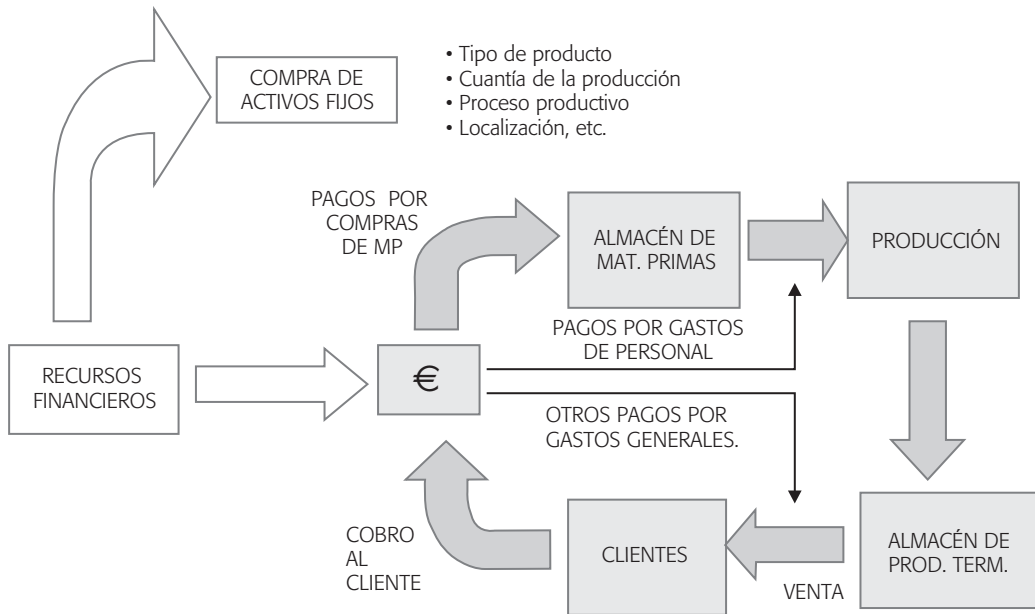 COMPRA DE
ACTIVOS FIJOS
• Tipo de producto
• Cuantía de la producción
• Proceso productivo
• Localización, etc.
PAGOS POR
COMPRAS
DE MP
ALMACÉN DE
MAT. PRIMAS
PRODUCCIÓN
PAGOS POR GASTOS
DE PERSONAL
RECURSOS
FINANCIEROS
€
OTROS PAGOS POR
GASTOS GENERALES.
COBRO
AL
CLIENTE
CLIENTES
VENTA
ALMACÉN DE
PROD. TERM.